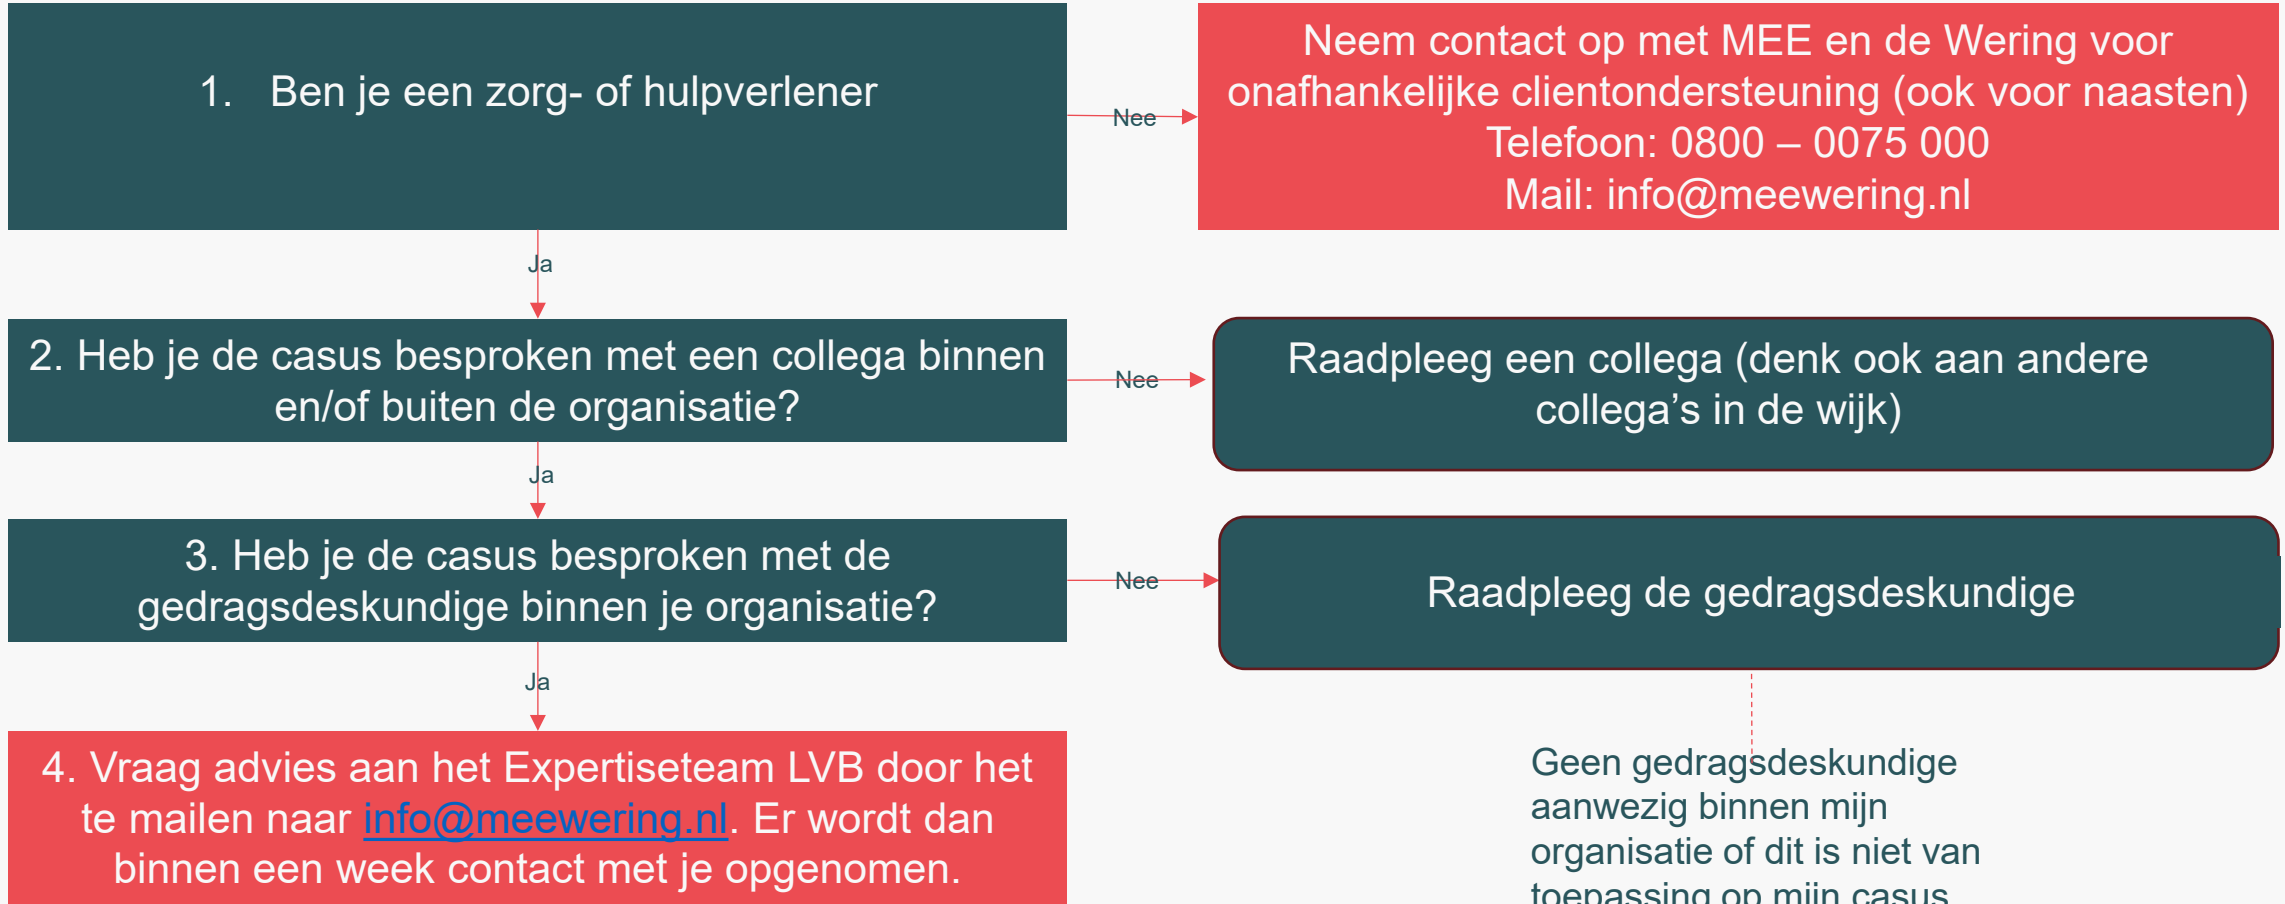 1. Ben je een zorg- of hulpverlener
Nee
Neem contact op met MEE en de Wering voor
onafhankelijke clientondersteuning (ook voor naasten)
Telefoon: 0800 – 0075 000
Mail: info@meewering.nl
Ja
2. Heb je de casus besproken met een collega binnen
en/of buiten de organisatie?
Nee
Raadpleeg een collega (denk ook aan andere
collega’s in de wijk)
Ja
3. Heb je de casus besproken met de
gedragsdeskundige binnen je organisatie?
Nee
Raadpleeg de gedragsdeskundige
Ja
4. Vraag advies aan het Expertiseteam LVB door het
te mailen naar info@meewering.nl. Er wordt dan
binnen een week contact met je opgenomen.
Geen gedragsdeskundige
aanwezig binnen mijn
organisatie of dit is niet van
toepassing op mijn casus